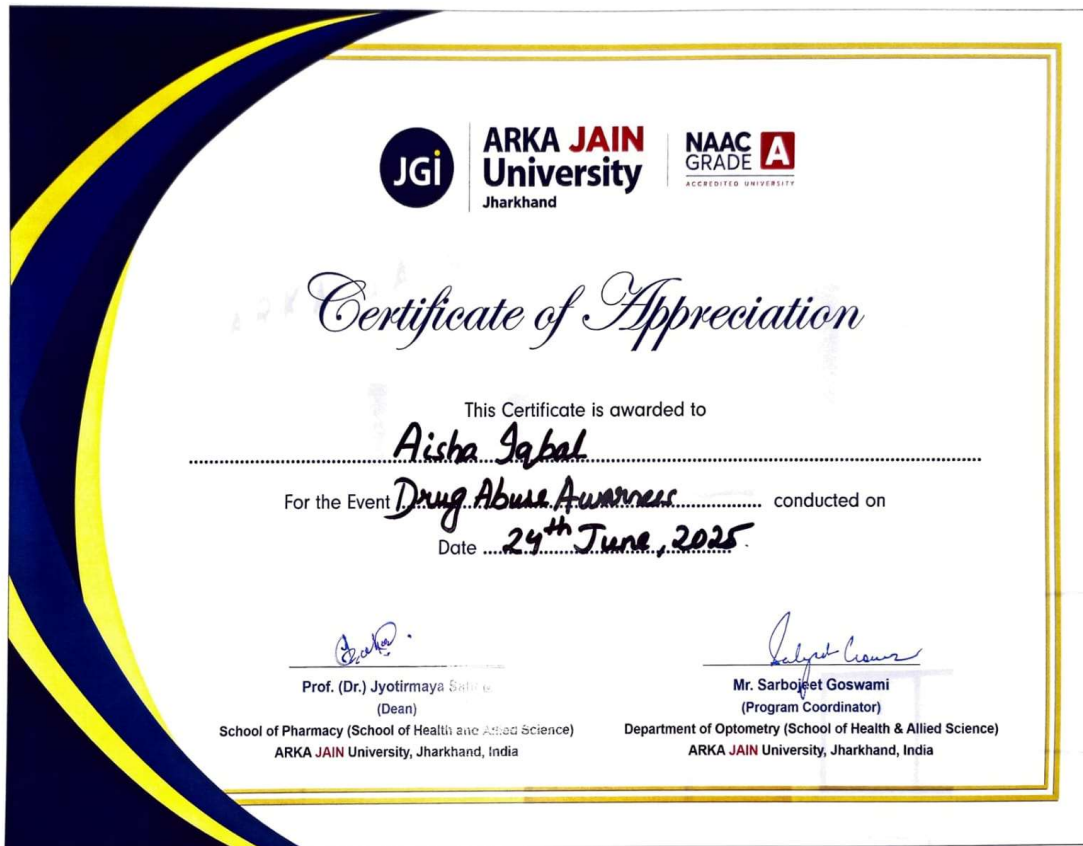 JGi
ARKA JAIN
University
Jharkhand
NAAC
GRADE A
ACCREDITED UNIVERSITY
Certificate of Appreciation
This Certificate is awarded to
Aisha Iqbal
For the Event Drug Abuse Awarness conducted on
Date 24th June, 2025.
Prof. (Dr.) Jyotirmaya
(Dean)
School of Pharmacy (School of Health and Allied Science)
ARKA JAIN University, Jharkhand, India
Mr. Sarbojeet Goswami
(Program Coordinator)
Department of Optometry (School of Health & Allied Science)
ARKA JAIN University, Jharkhand, India